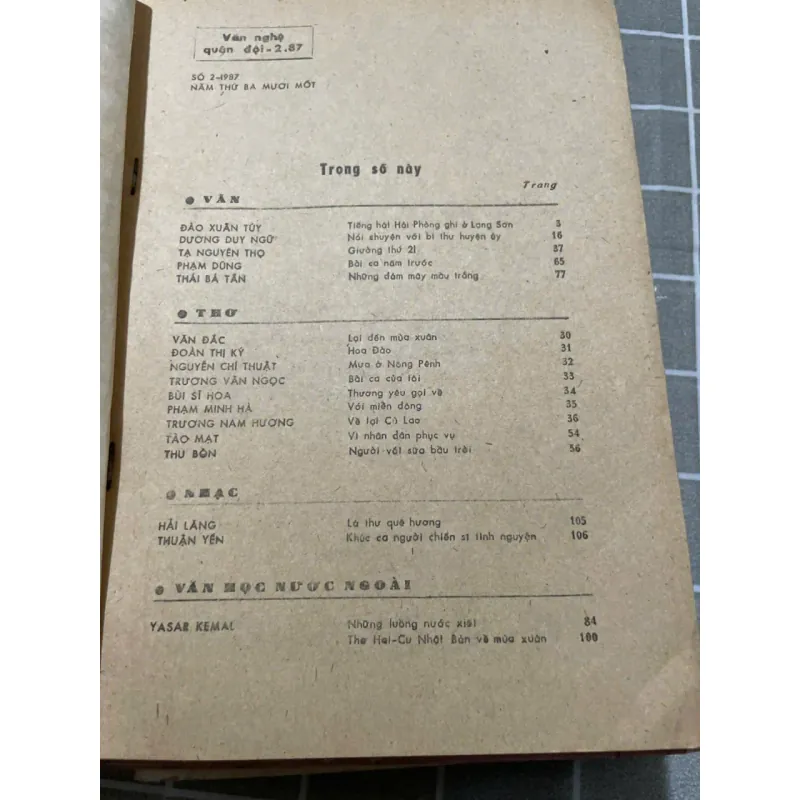 Văn nghệ
quân đội - 2.87
SỐ 2-1987
NĂM THỨ BA MƯƠI MỐT
Trong số này
Trang
● VĂN
ĐÀO XUÂN TÙY Tiếng hát Hải Phòng ghi ở Lạng Sơn 3
DƯƠNG DUY NGỮ Nói chuyện với bí thư huyện ủy 16
TẠ NGUYÊN THỌ Giường thứ 21 37
PHẠM DŨNG Bài ca năm trước 65
THÁI BÁ TÂN Những đám mây màu trắng 77
● THƠ
VĂN ĐẮC Lại đến mùa xuân 30
ĐOÀN THỊ KÝ Hoa Đào 31
NGUYỄN CHÍ THUẬT Mưa ở Nông Pênh 32
TRƯƠNG VĂN NGỌC Bài ca của tôi 33
BÙI SĨ HOA Thương yêu gọi về 34
PHẠM MINH HÀ Với miền đông 35
TRƯƠNG NAM HƯƠNG Về lại Cù Lao 36
TÀO MẠT Vì nhân dân phục vụ 54
THU BỒN Người vắt sữa bầu trời 56
● NHẠC
HẢI LĂNG Lá thư quê hương 105
THUẬN YẾN Khúc ca người chiến sĩ tình nguyện 106
● VĂN HỌC NƯỚC NGOÀI
YASAR KEMAL Những luồng nước xiết 84
Thơ Hai-Cu Nhật Bản về mùa xuân 100